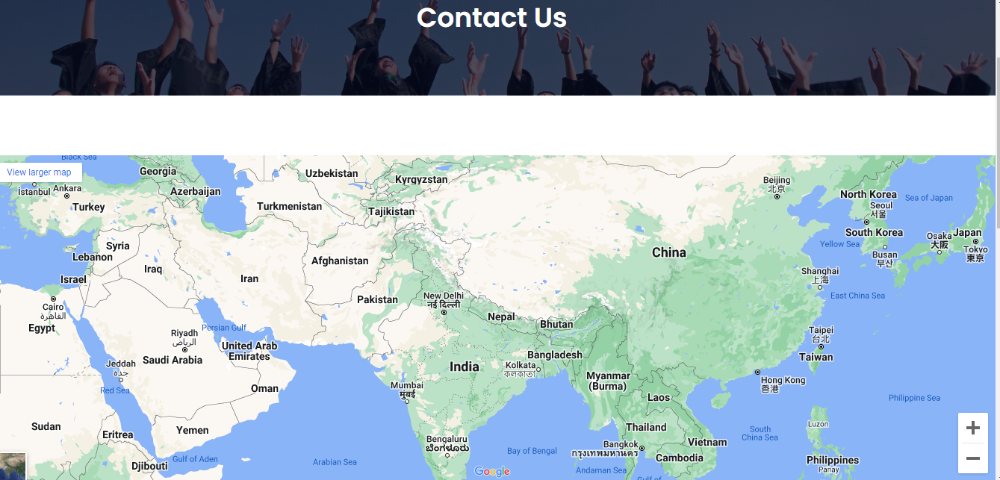 Contact Us
Black Sea
View larger map
Georgia
Uzbekistan
Kyrgyzstan
Beijing
北京
İstanbul
Ankara
Azerbaijan
North Korea
Sea of Japan
Turkey
Turkmenistan
Tajikistan
Seoul
서울
South Korea
Osaka
大阪
Japan
Yellow Sea
Tokyo
東京
Syria
Lebanon
Iraq
Afghanistan
China
Busan
부산
Israel
Iran
Shanghai
上海
Pakistan
New Delhi
नई दिल्ली
East China Sea
Cairo
القاهرة
Egypt
Nepal
Bhutan
Persian Gulf
Riyadh
الرياض
Taipei
台北
United Arab
Emirates
Bangladesh
Saudi Arabia
Jeddah
جدة
India
Kolkata
কলকাতা
Taiwan
Myanmar
(Burma)
Hong Kong
香港
Red Sea
Oman
Mumbai
मुंबई
Laos
Philippine Sea
Sudan
Eritrea
Yemen
Thailand
Luzon
South
China Sea
Bengaluru
ಬೆಂಗಳೂರು
Bangkok
กรุงเทพมหานคร
Vietnam
Bay of Bengal
Gulf of Aden
Arabian Sea
Djibouti
Cambodia
Philippines
Google
Andaman Sea
Panay
Gulf of